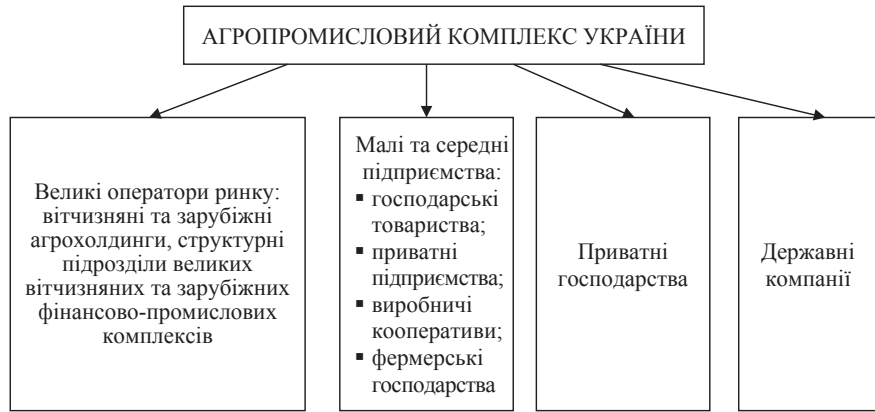 АГРОПРОМИСЛОВИЙ КОМПЛЕКС УКРАЇНИ
Великі оператори ринку:
вітчизняні та зарубіжні
агрохолдинги, структурні
підрозділи великих
вітчизняних та зарубіжних
фінансово-промислових
комплексів
Малі та середні
підприємства:
▪ господарські
товариства;
▪ приватні
підприємства;
▪ виробничі
кооперативи;
▪ фермерські
господарства
Приватні
господарства
Державні
компанії